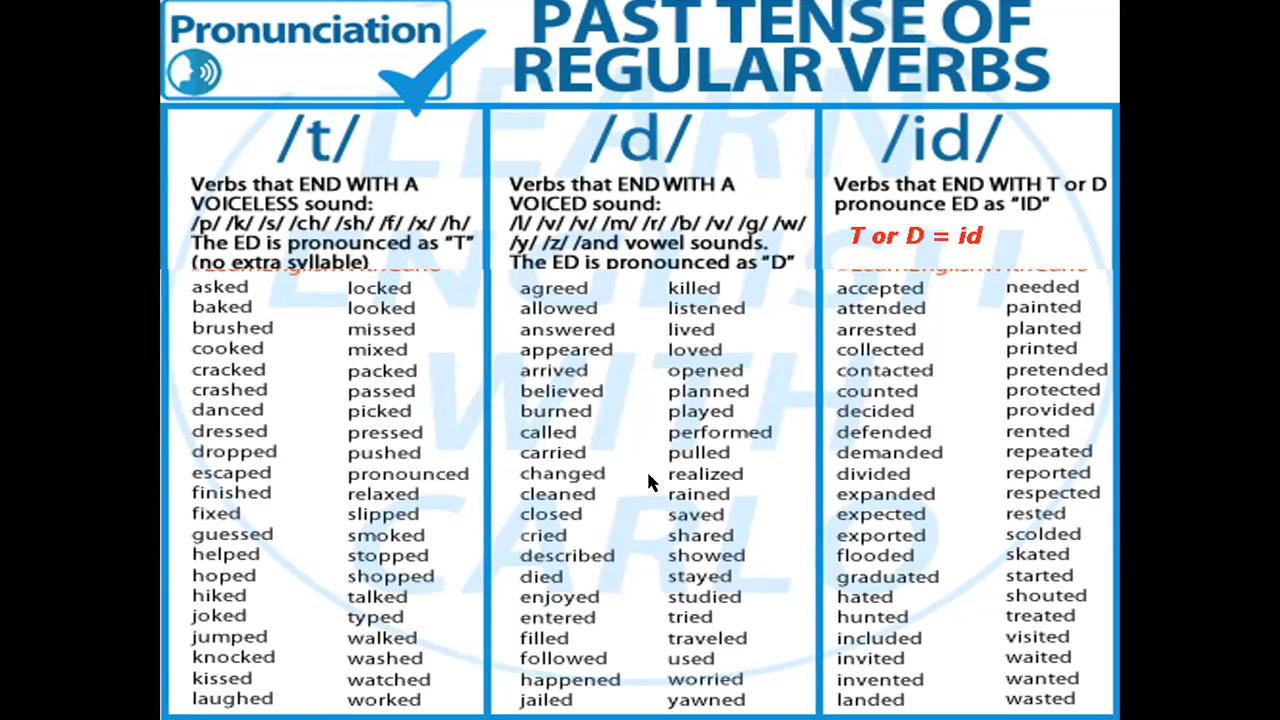 Pronunciation
PAST TENSE OF
REGULAR VERBS
/t/
Verbs that END WITH A
VOICELESS sound:
/p/ /k/ /s/ /ch/ /sh/ /f/ /x/ /h/
The ED is pronounced as “T”
(no extra syllable)
asked
baked
brushed
cooked
cracked
crashed
danced
dressed
dropped
escaped
finished
fixed
guessed
helped
hoped
hiked
joked
jumped
knocked
kissed
laughed
locked
looked
missed
mixed
packed
passed
picked
pressed
pushed
pronounced
relaxed
slipped
smoked
stopped
shopped
talked
typed
walked
washed
watched
worked
/d/
Verbs that END WITH A
VOICED sound:
/l/ /v/ /v/ /m/ /r/ /b/ /v/ /g/ /w/
/y/ /z/ /and vowel sounds.
The ED is pronounced as “D”
agreed
allowed
answered
appeared
arrived
believed
burned
called
carried
changed
cleaned
closed
cried
described
died
enjoyed
entered
filled
followed
happened
jailed
killed
listened
lived
loved
opened
planned
played
performed
pulled
realized
rained
saved
shared
showed
stayed
studied
tried
traveled
used
worried
yawned
/id/
Verbs that END WITH T or D
pronounce ED as “ID”
T or D = id
accepted
attended
arrested
collected
contacted
counted
decided
defended
demanded
divided
expanded
expected
exported
flooded
graduated
hated
hunted
included
invited
invented
landed
needed
painted
planted
printed
pretended
protected
provided
rented
repeated
reported
respected
rested
scolded
skated
started
shouted
treated
visited
waited
wanted
wasted
LEARN
ENGLISH
WITH
CARLO